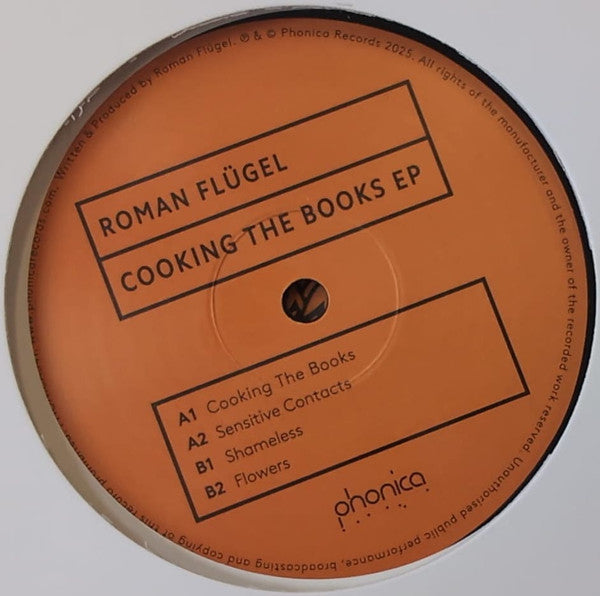 ROMAN FLÜGEL
COOKING THE BOOKS EP
A1 Cooking The Books
A2 Sensitive Contacts
B1 Shameless
B2 Flowers
phonica
Written & Produced by Roman Flügel. ℗ & © Phonica Records 2025. All rights of the manufacturer and the owner of the recorded work reserved. Unauthorised public performance, broadcasting and copying of this record